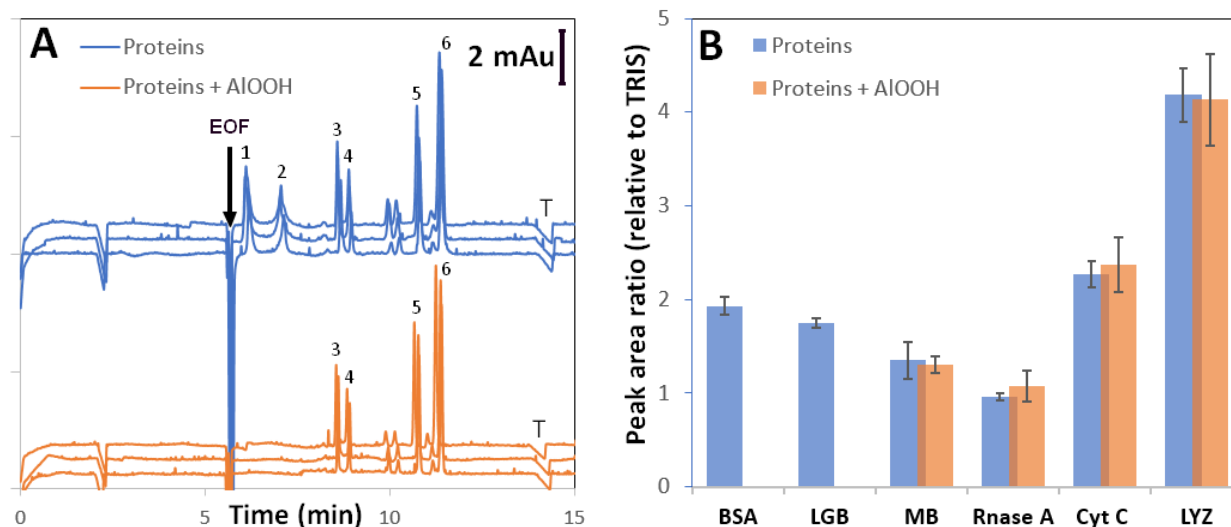 A
Proteins
Proteins + AlOOH
2 mAu
EOF
1
2
3
4
5
6
T
3
4
5
6
T
0
5
10
15
Time (min)
B
Proteins
Proteins + AlOOH
Peak area ratio (relative to TRIS)
5
4
3
2
1
0
BSA
LGB
MB
Rnase A
Cyt C
LYZ